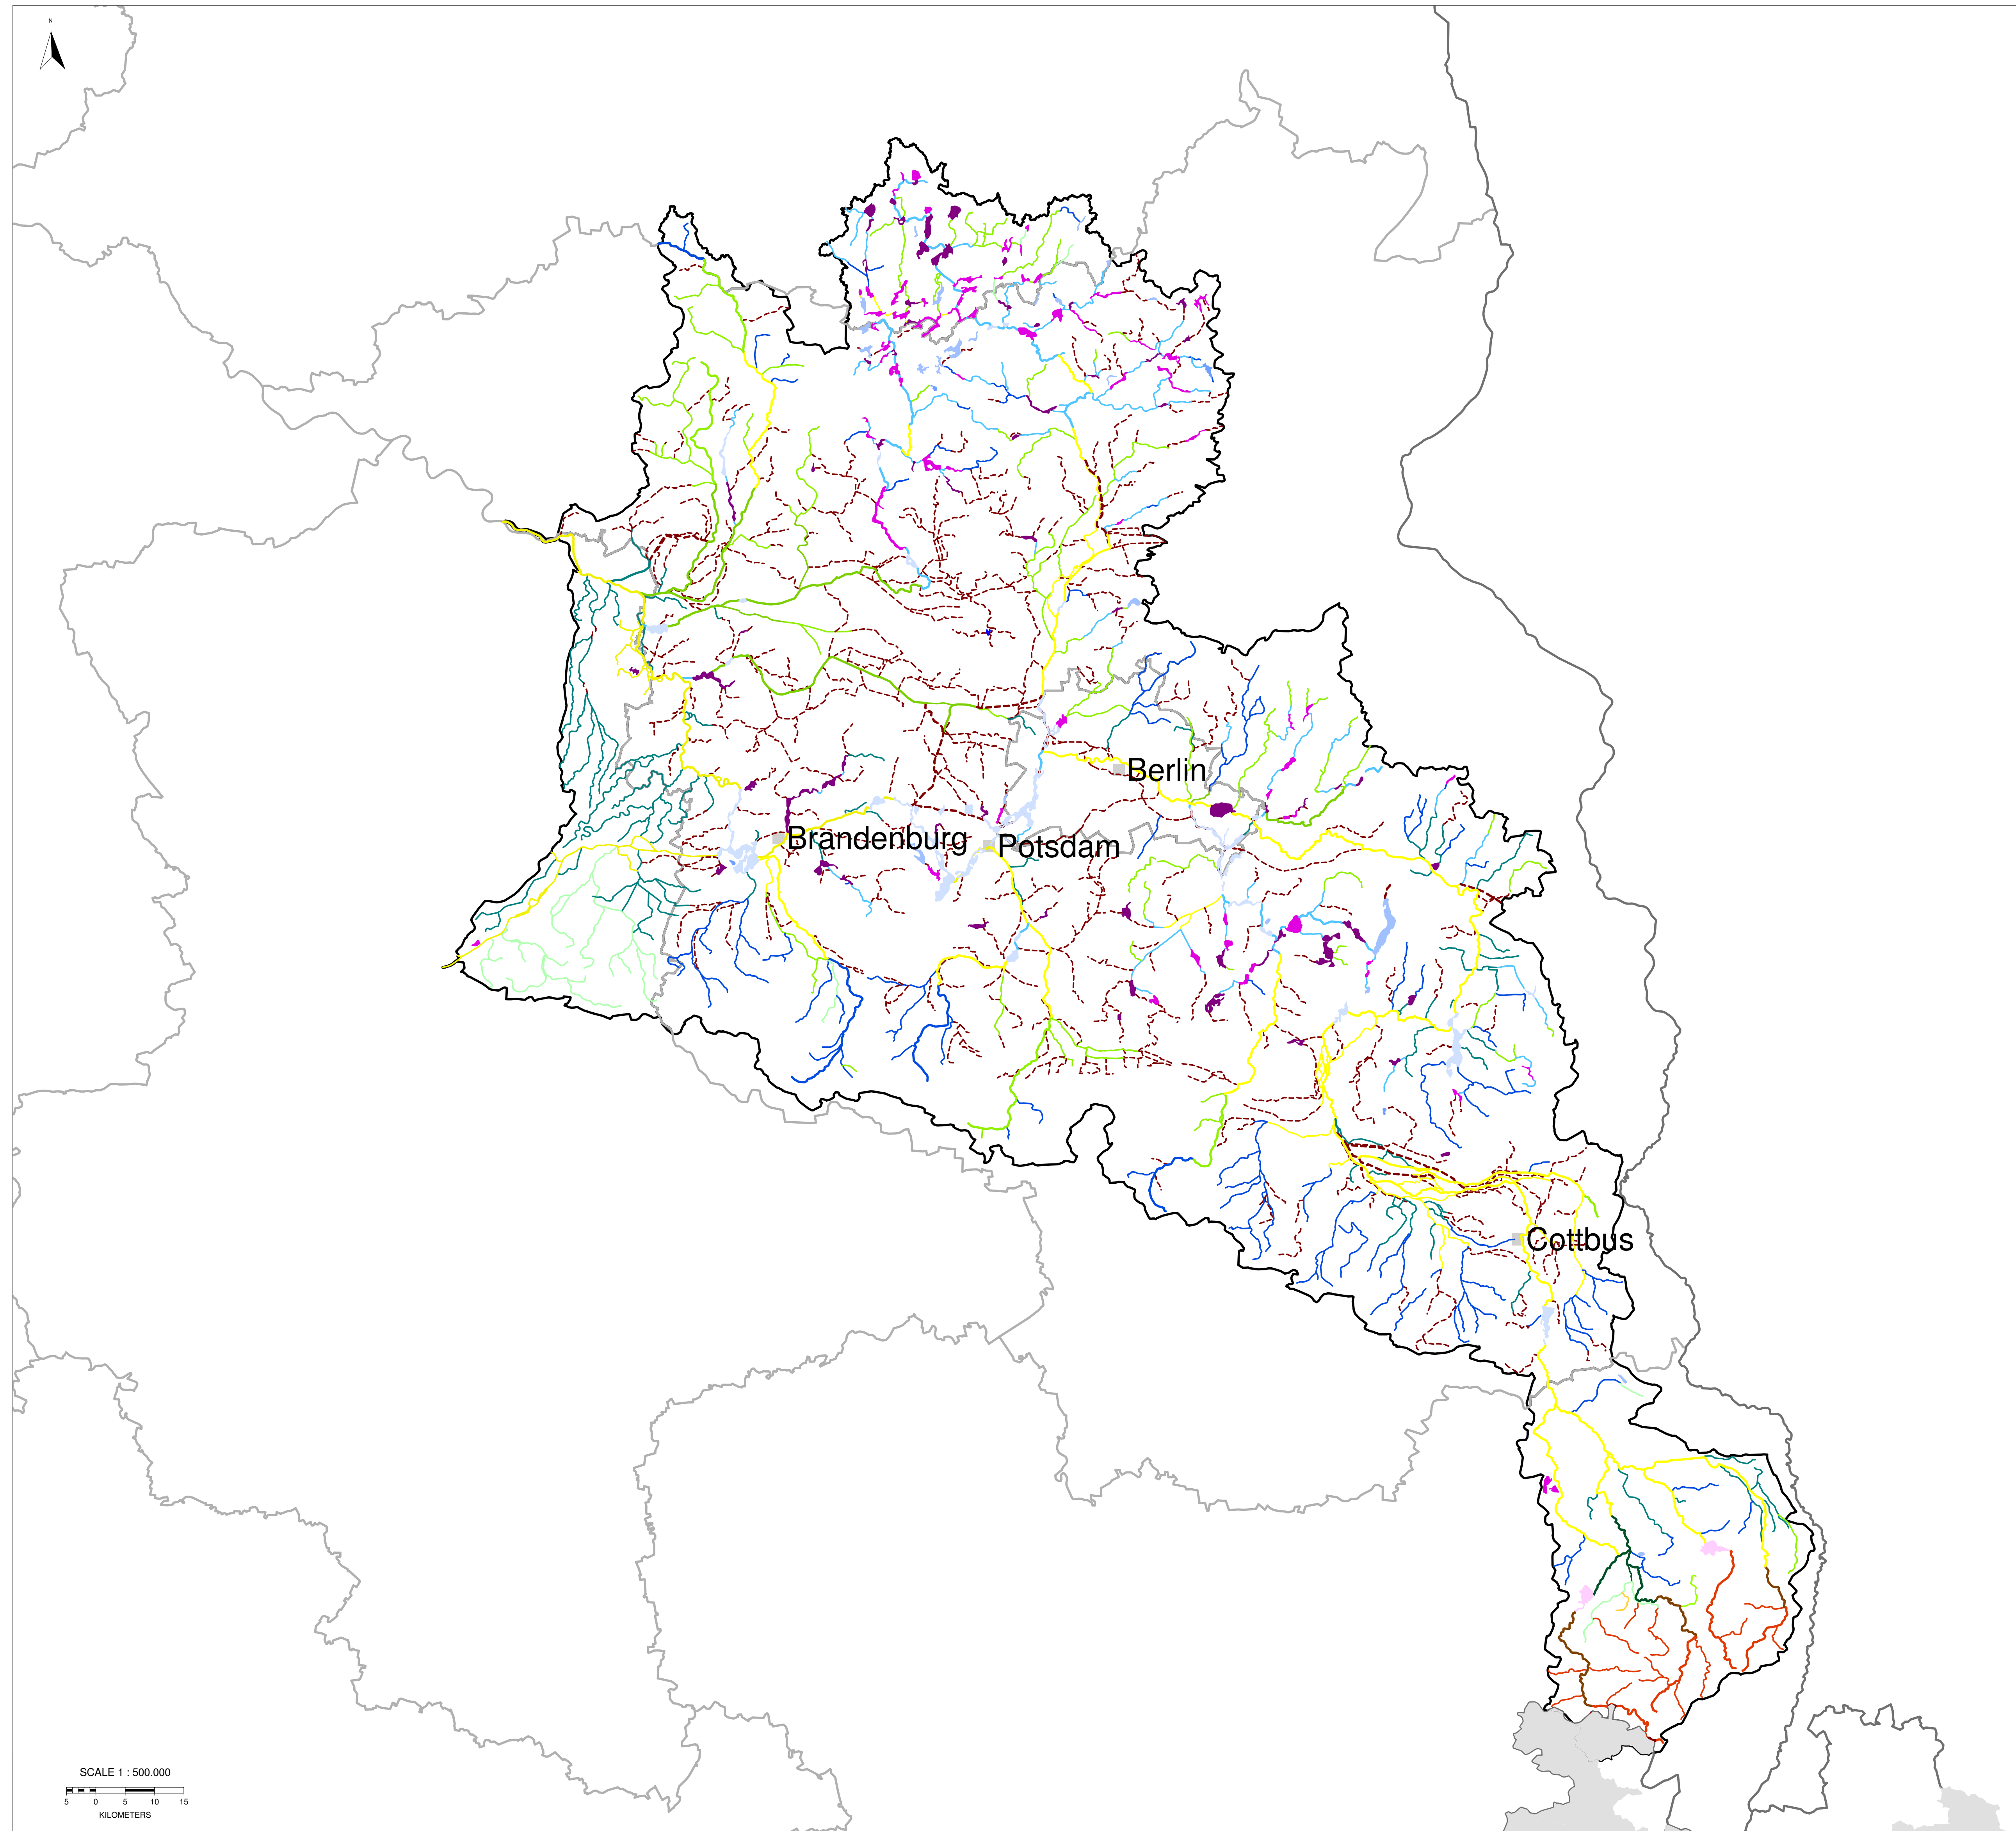 N
Berlin
Brandenburg
Potsdam
Cottbus
SCALE 1 : 500.000
5 0 5 10 15
KILOMETERS